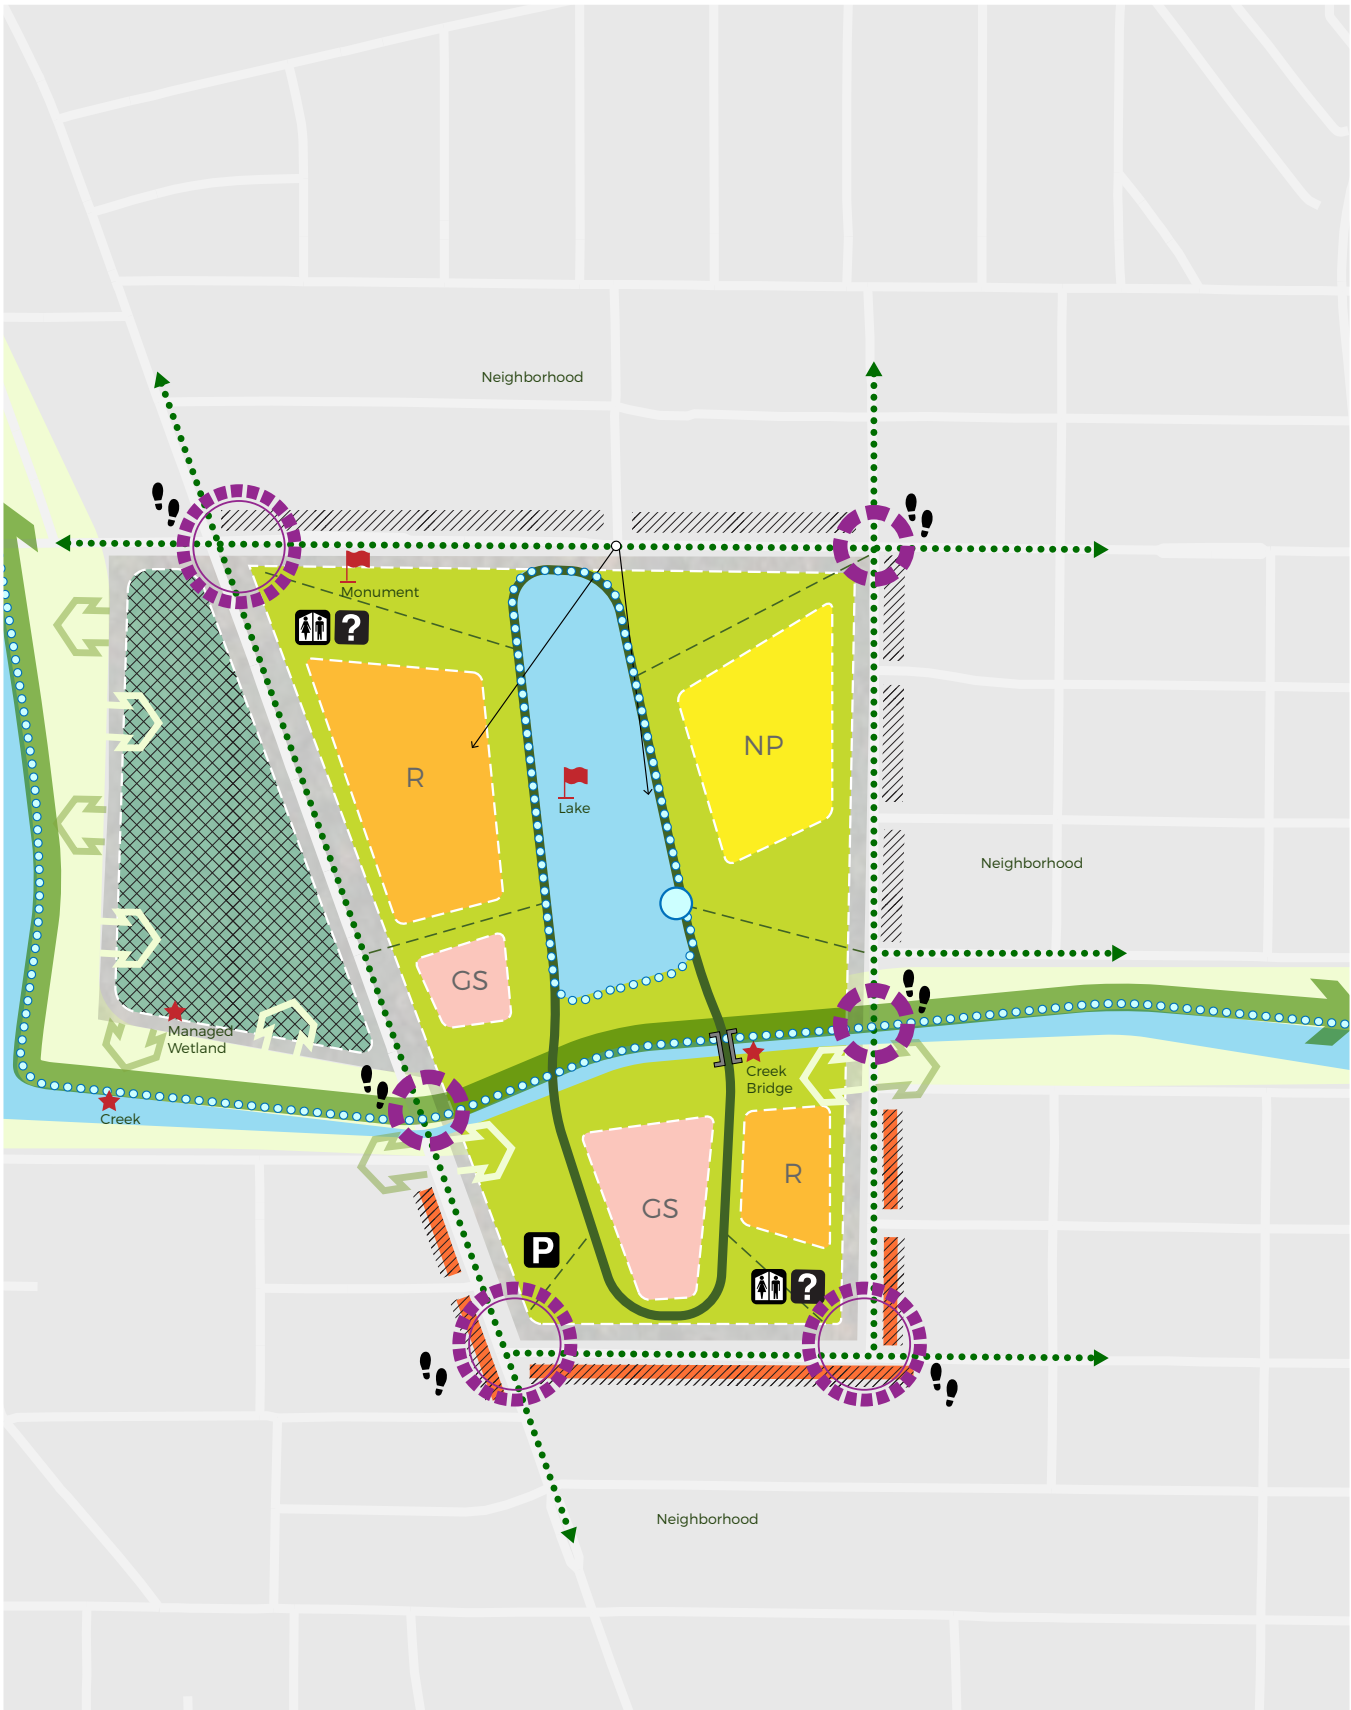 Neighborhood
Monument
?
NP
R
Lake
Neighborhood
GS
Managed
Wetland
Creek
Bridge
Creek
R
GS
P
?
Neighborhood